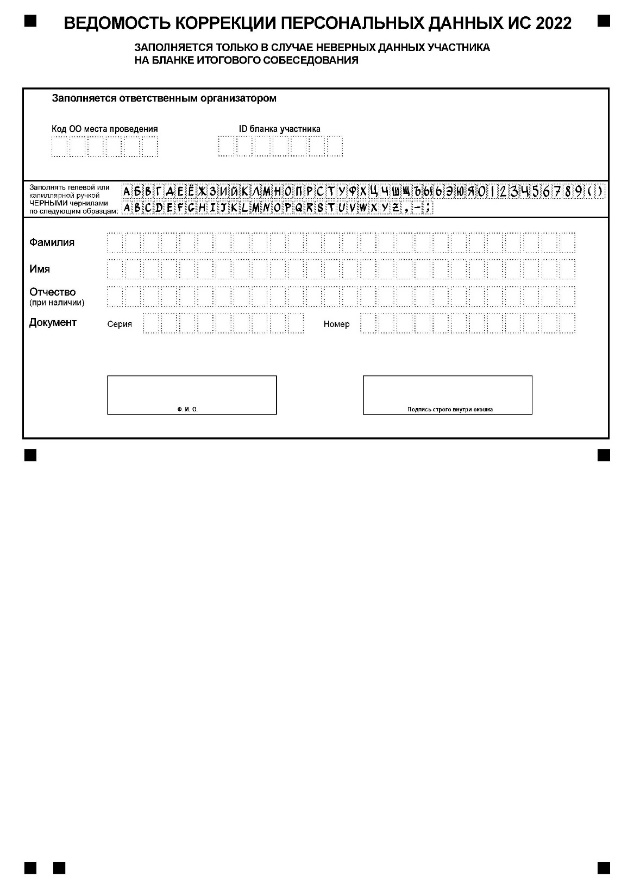 ВЕДОМОСТЬ КОРРЕКЦИИ ПЕРСОНАЛЬНЫХ ДАННЫХ ИС 2022
ЗАПОЛНЯЕТСЯ ТОЛЬКО В СЛУЧАЕ НЕВЕРНЫХ ДАННЫХ УЧАСТНИКА
НА БЛАНКЕ ИТОГОВОГО СОБЕСЕДОВАНИЯ
Заполняется ответственным организатором
Код ОО места проведения ID бланка участника
Заполнять гелевой или
капиллярной ручкой
ЧЕРНЫМИ чернилами
по следующим образцам:
АБВГДЕЁЖЗИЙКЛМНОПРСТУФХЦЧШЩЪЫЬЭЮЯ0123456789()
ABCDEFGHIJKLMNOPQRSTUVWXYZ,-;
Фамилия
Имя
Отчество
(при наличии)
Документ Серия Номер
Ф. И. О. Подпись строго внутри окошка